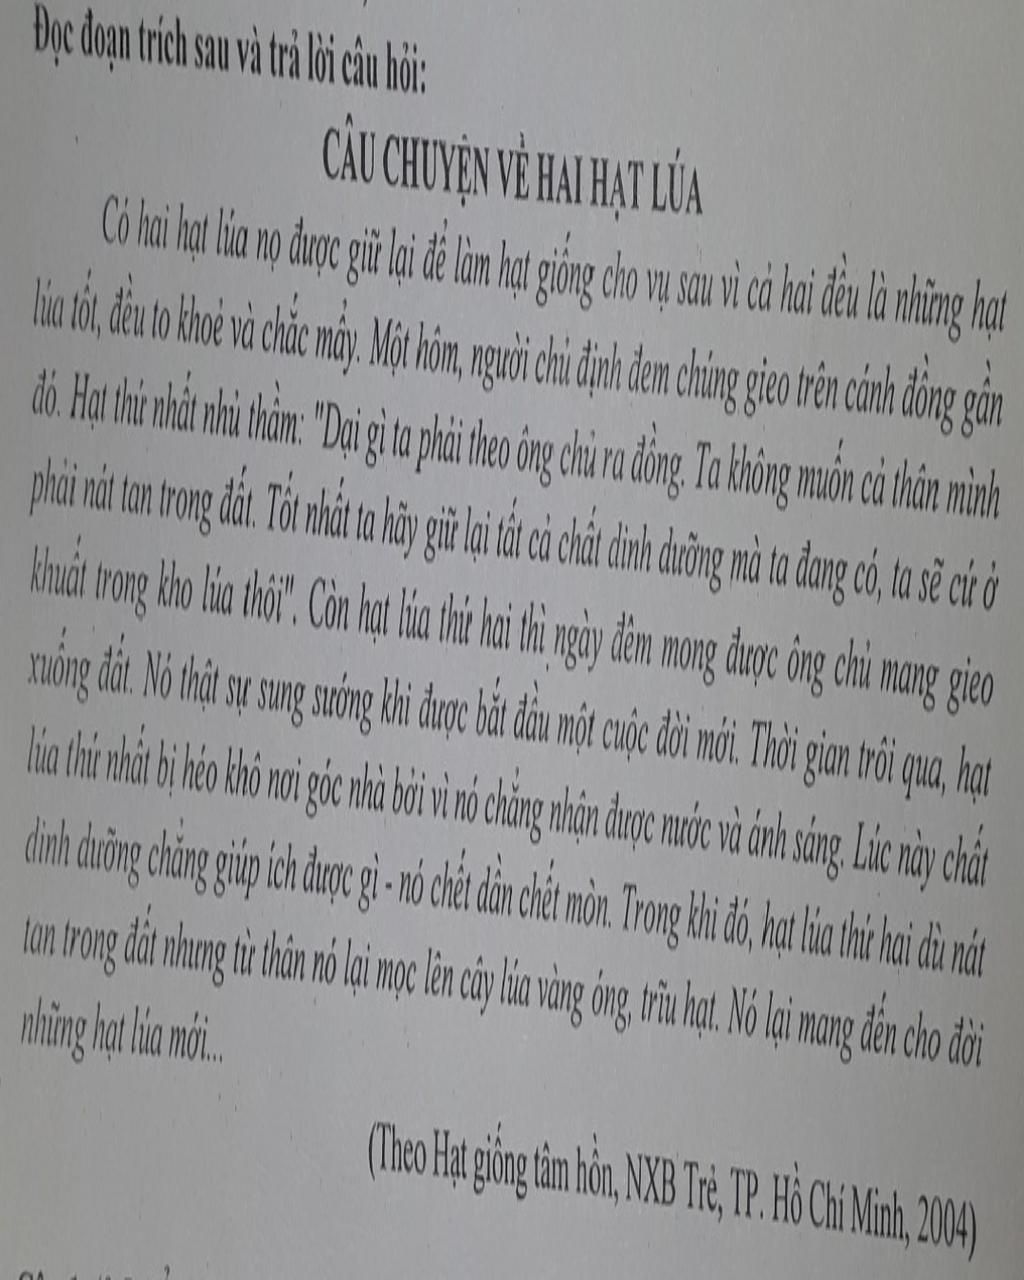 Đọc đoạn trích sau và trả lời câu hỏi:
CÂU CHUYỆN VỀ HAI HẠT LÚA
Có hai hạt lúa nọ được giữ lại để làm hạt giống cho vụ sau vì cả hai đều là những hạt
lúa tốt, đều to khoẻ và chắc mẩy. Một hôm, người chủ định đem chúng gieo trên cánh đồng gần
đó. Hạt thứ nhất nhủ thầm: "Dại gì ta phải theo ông chủ ra đồng. Ta không muốn cả thân mình
phải nát tan trong đất. Tốt nhất ta hãy giữ lại tất cả chất dinh dưỡng mà ta đang có, ta sẽ cứ ở
khuất trong kho lúa thôi". Còn hạt lúa thứ hai thì ngày đêm mong được ông chủ mang gieo
xuống đất. Nó thật sự sung sướng khi được bắt đầu một cuộc đời mới. Thời gian trôi qua, hạt
lúa thứ nhất bị héo khô nơi góc nhà bởi vì nó chẳng nhận được nước và ánh sáng. Lúc này chất
dinh dưỡng chẳng giúp ích được gì - nó chết dần chết mòn. Trong khi đó, hạt lúa thứ hai dù nát
tan trong đất nhưng từ thân nó lại mọc lên cây lúa vàng óng, trĩu hạt. Nó lại mang đến cho đời
những hạt lúa mới...
(Theo Hạt giống tâm hồn, NXB Trẻ, TP. Hồ Chí Minh, 2004)